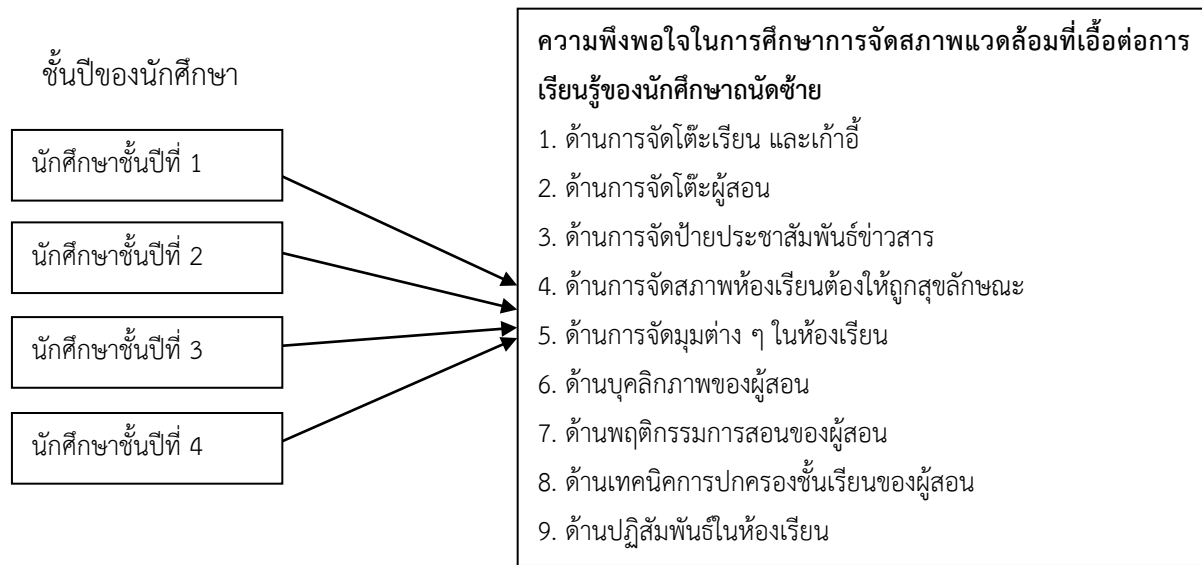 ชั้นปีของนักศึกษา
นักศึกษาชั้นปีที่ 1
นักศึกษาชั้นปีที่ 2
นักศึกษาชั้นปีที่ 3
นักศึกษาชั้นปีที่ 4
ความพึงพอใจในการศึกษาการจัดสภาพแวดล้อมที่เอื้อต่อการ
เรียนรู้ของนักศึกษาถนัดซ้าย
1. ด้านการจัดโต๊ะเรียน และเก้าอี้
2. ด้านการจัดโต๊ะผู้สอน
3. ด้านการจัดป้ายประชาสัมพันธ์ข่าวสาร
4. ด้านการจัดสภาพห้องเรียนต้องให้ถูกสุขลักษณะ
5. ด้านการจัดมุมต่าง ๆ ในห้องเรียน
6. ด้านบุคลิกภาพของผู้สอน
7. ด้านพฤติกรรมการสอนของผู้สอน
8. ด้านเทคนิคการปกครองชั้นเรียนของผู้สอน
9. ด้านปฏิสัมพันธ์ในห้องเรียน